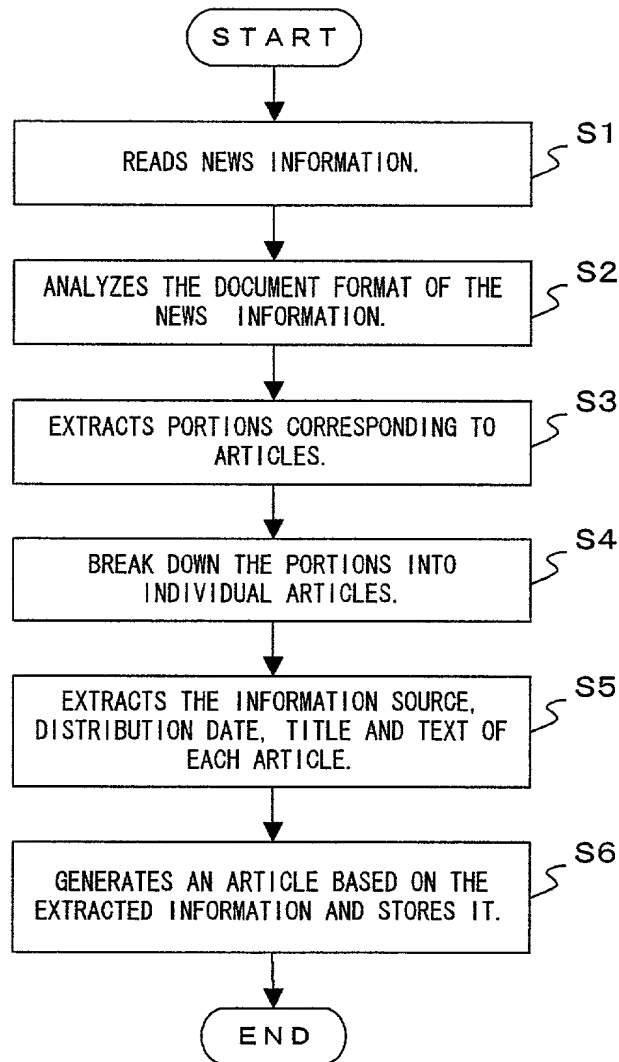 START
S1
READS NEWS INFORMATION.
S2
ANALYZES THE DOCUMENT FORMAT OF THE
NEWS INFORMATION.
S3
EXTRACTS PORTIONS CORRESPONDING TO
ARTICLES.
S4
BREAK DOWN THE PORTIONS INTO
INDIVIDUAL ARTICLES.
S5
EXTRACTS THE INFORMATION SOURCE,
DISTRIBUTION DATE, TITLE AND TEXT OF
EACH ARTICLE.
S6
GENERATES AN ARTICLE BASED ON THE
EXTRACTED INFORMATION AND STORES IT.
END